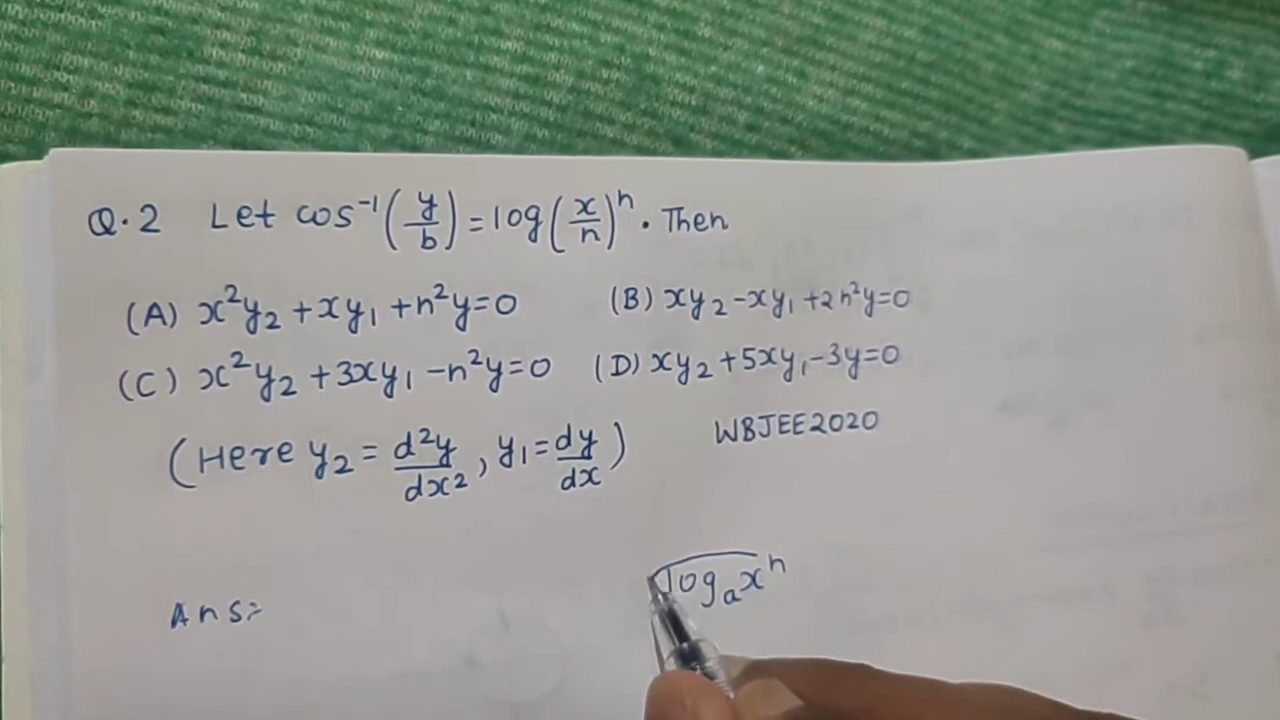 Q.2 Let cos⁻¹(y/b) = log(x/n)ⁿ. Then
(A) x²y₂ + xy₁ + n²y = 0 (B) xy₂ - xy₁ + 2n²y = 0
(C) x²y₂ + 3xy₁ - n²y = 0 (D) xy₂ + 5xy₁ - 3y = 0
(Here y₂ = d²y/dx², y₁ = dy/dx) WBJEE2020
logₐxⁿ
Ans: